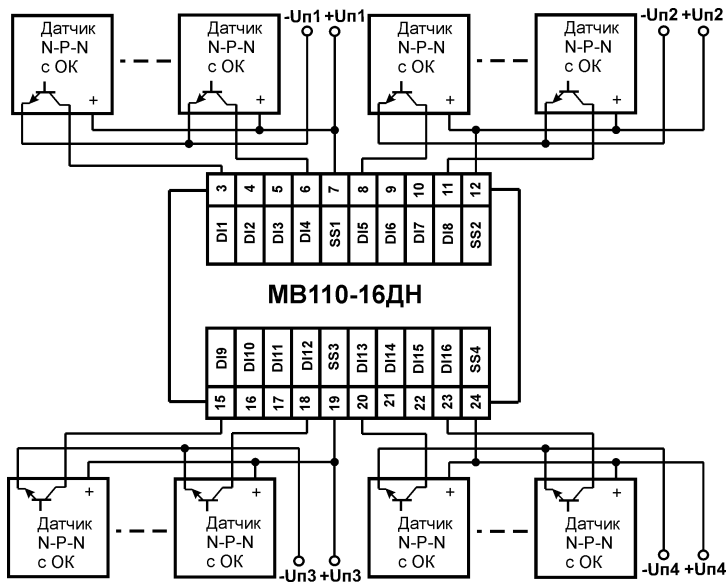 -Uп1 +Uп1
-Uп2 +Uп2
Датчик
N-P-N
с ОК
+
Датчик
N-P-N
с ОК
+
Датчик
N-P-N
с ОК
+
Датчик
N-P-N
с ОК
+
3 4 5 6 7 8 9 10 11 12
DI1 DI2 DI3 DI4 SS1 DI5 DI6 DI7 DI8 SS2
МВ110-16ДН
DI9 DI10 DI11 DI12 SS3 DI13 DI14 DI15 DI16 SS4
15 16 17 18 19 20 21 22 23 24
+
Датчик
N-P-N
с ОК
+
Датчик
N-P-N
с ОК
+
Датчик
N-P-N
с ОК
+
Датчик
N-P-N
с ОК
-Uп3 +Uп3
-Uп4 +Uп4